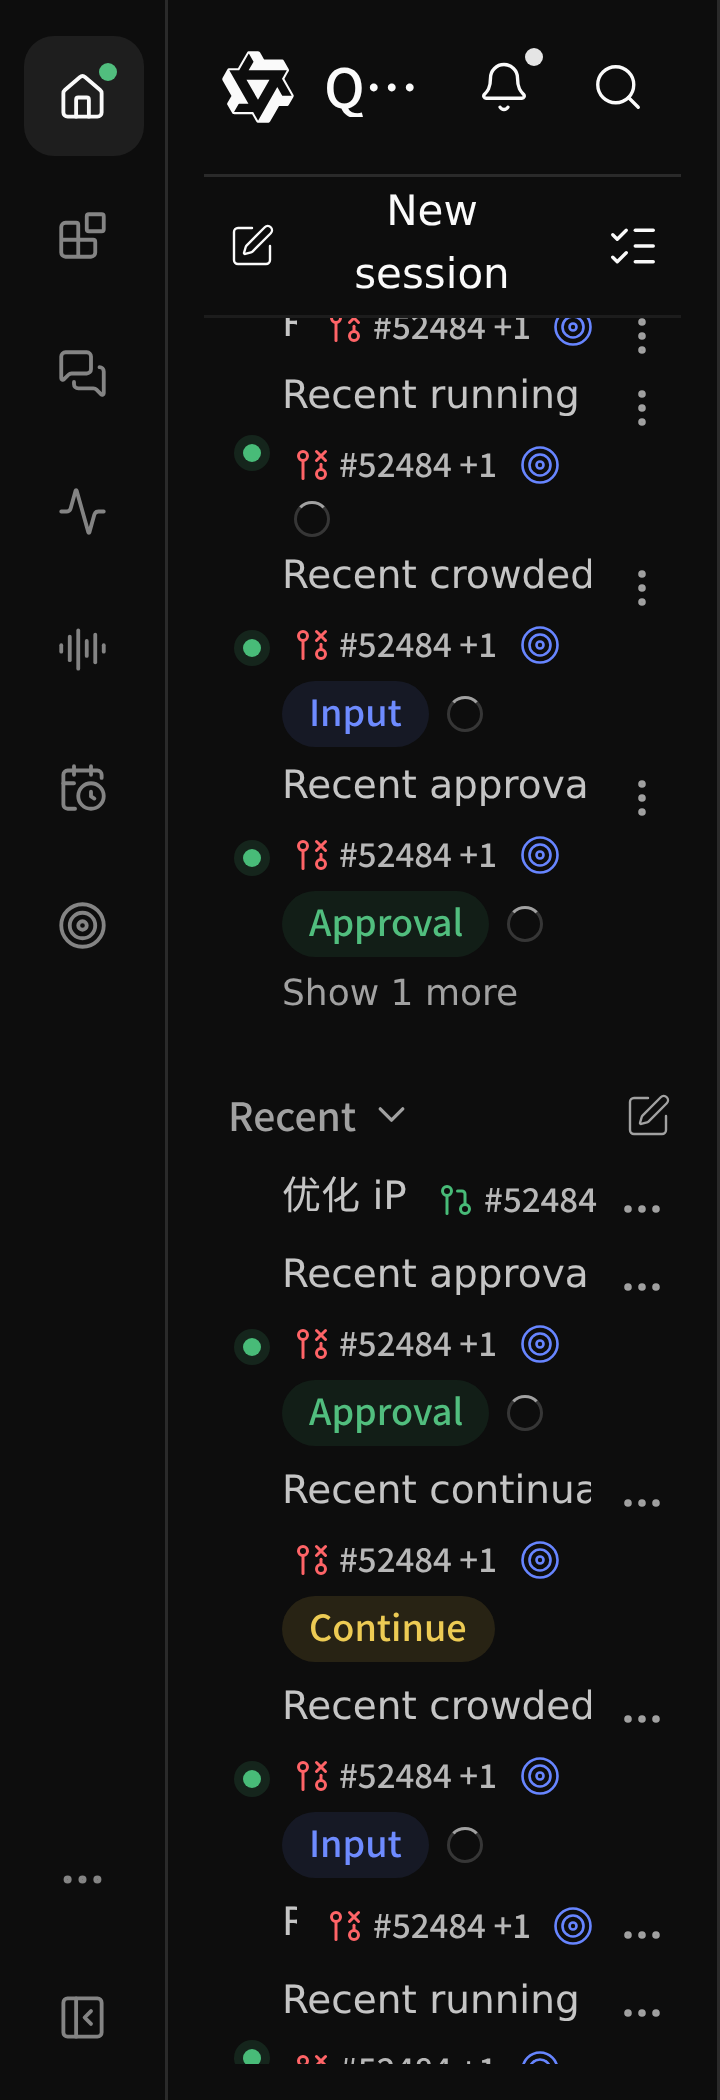 Q···
New
session
F #52484 +1
Recent running
#52484 +1
Recent crowded
#52484 +1
Input
Recent approva
#52484 +1
Approval
Show 1 more
Recent
优化 iP #52484
Recent approva
#52484 +1
Approval
Recent continua
#52484 +1
Continue
Recent crowded
#52484 +1
Input
F #52484 +1
Recent running
#52484 +1